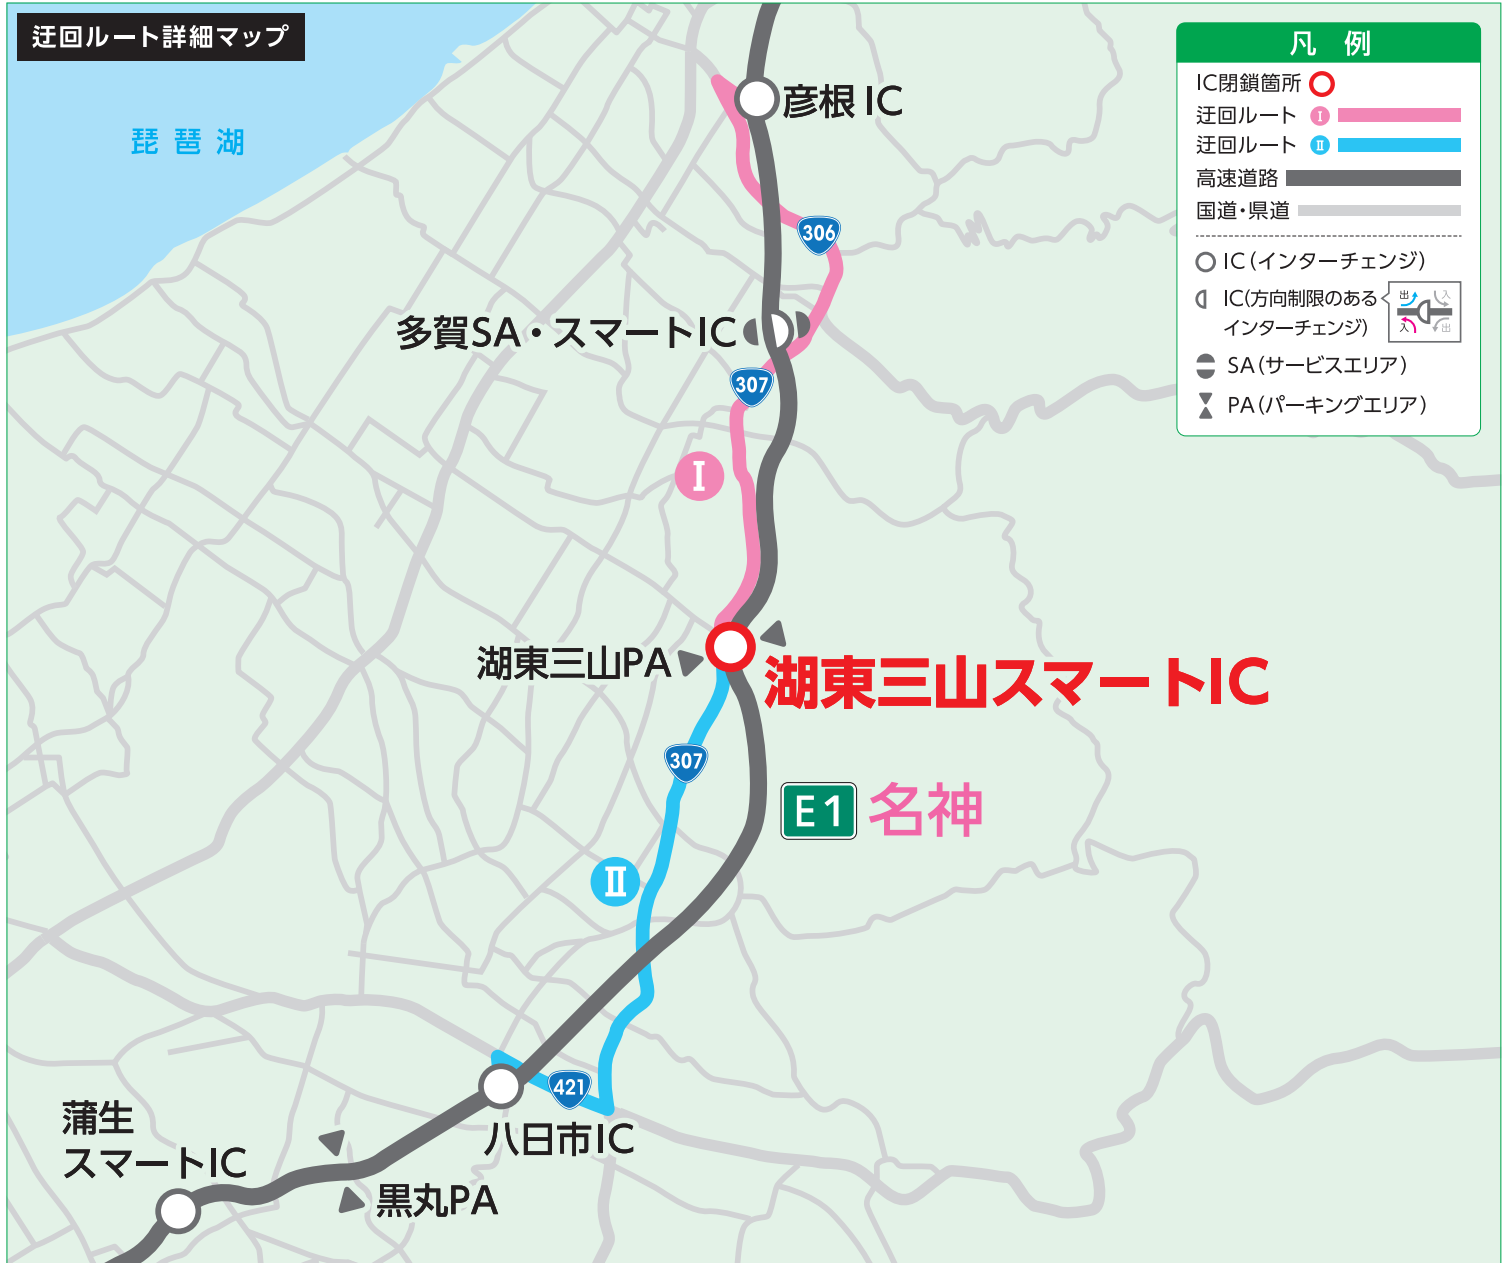 迂回ルート詳細マップ
琵琶湖
彦根IC
306
多賀SA・スマートIC
307
I
湖東三山PA
湖東三山スマートIC
307
E1 名神
II
421
八日市IC
蒲生
スマートIC
黒丸PA
凡 例
IC閉鎖箇所
迂回ルート I
迂回ルート II
高速道路
国道・県道
IC(インターチェンジ)
IC(方向制限のある
インターチェンジ)
出 入
入 出
SA(サービスエリア)
PA(パーキングエリア)